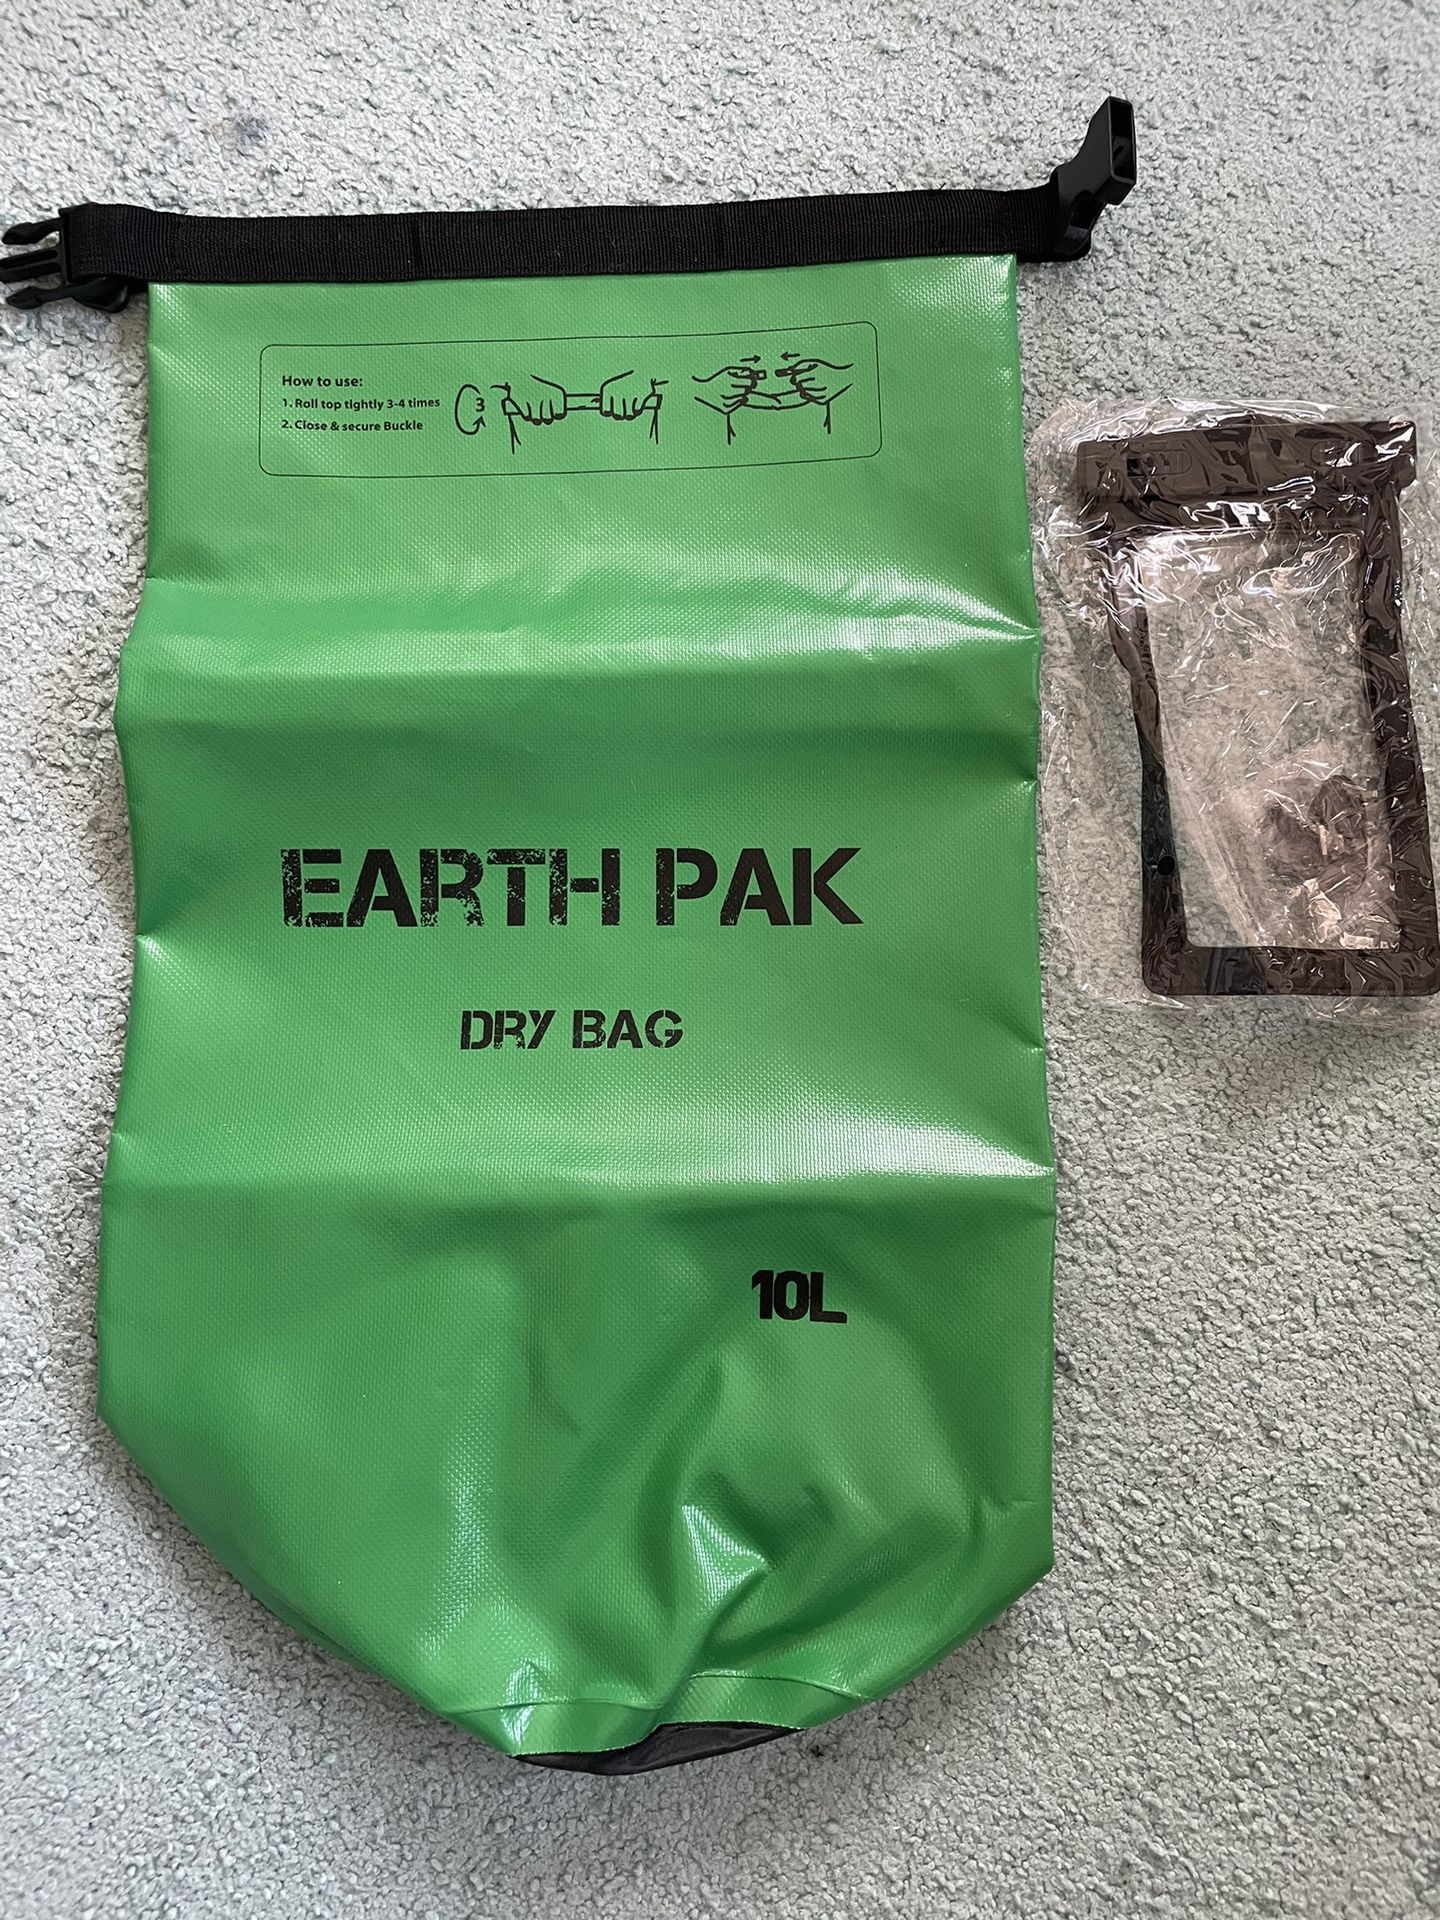 How to use:
1. Roll top tightly 3-4 times
2. Close & secure Buckle
3
EARTH PAK
DRY BAG
10L